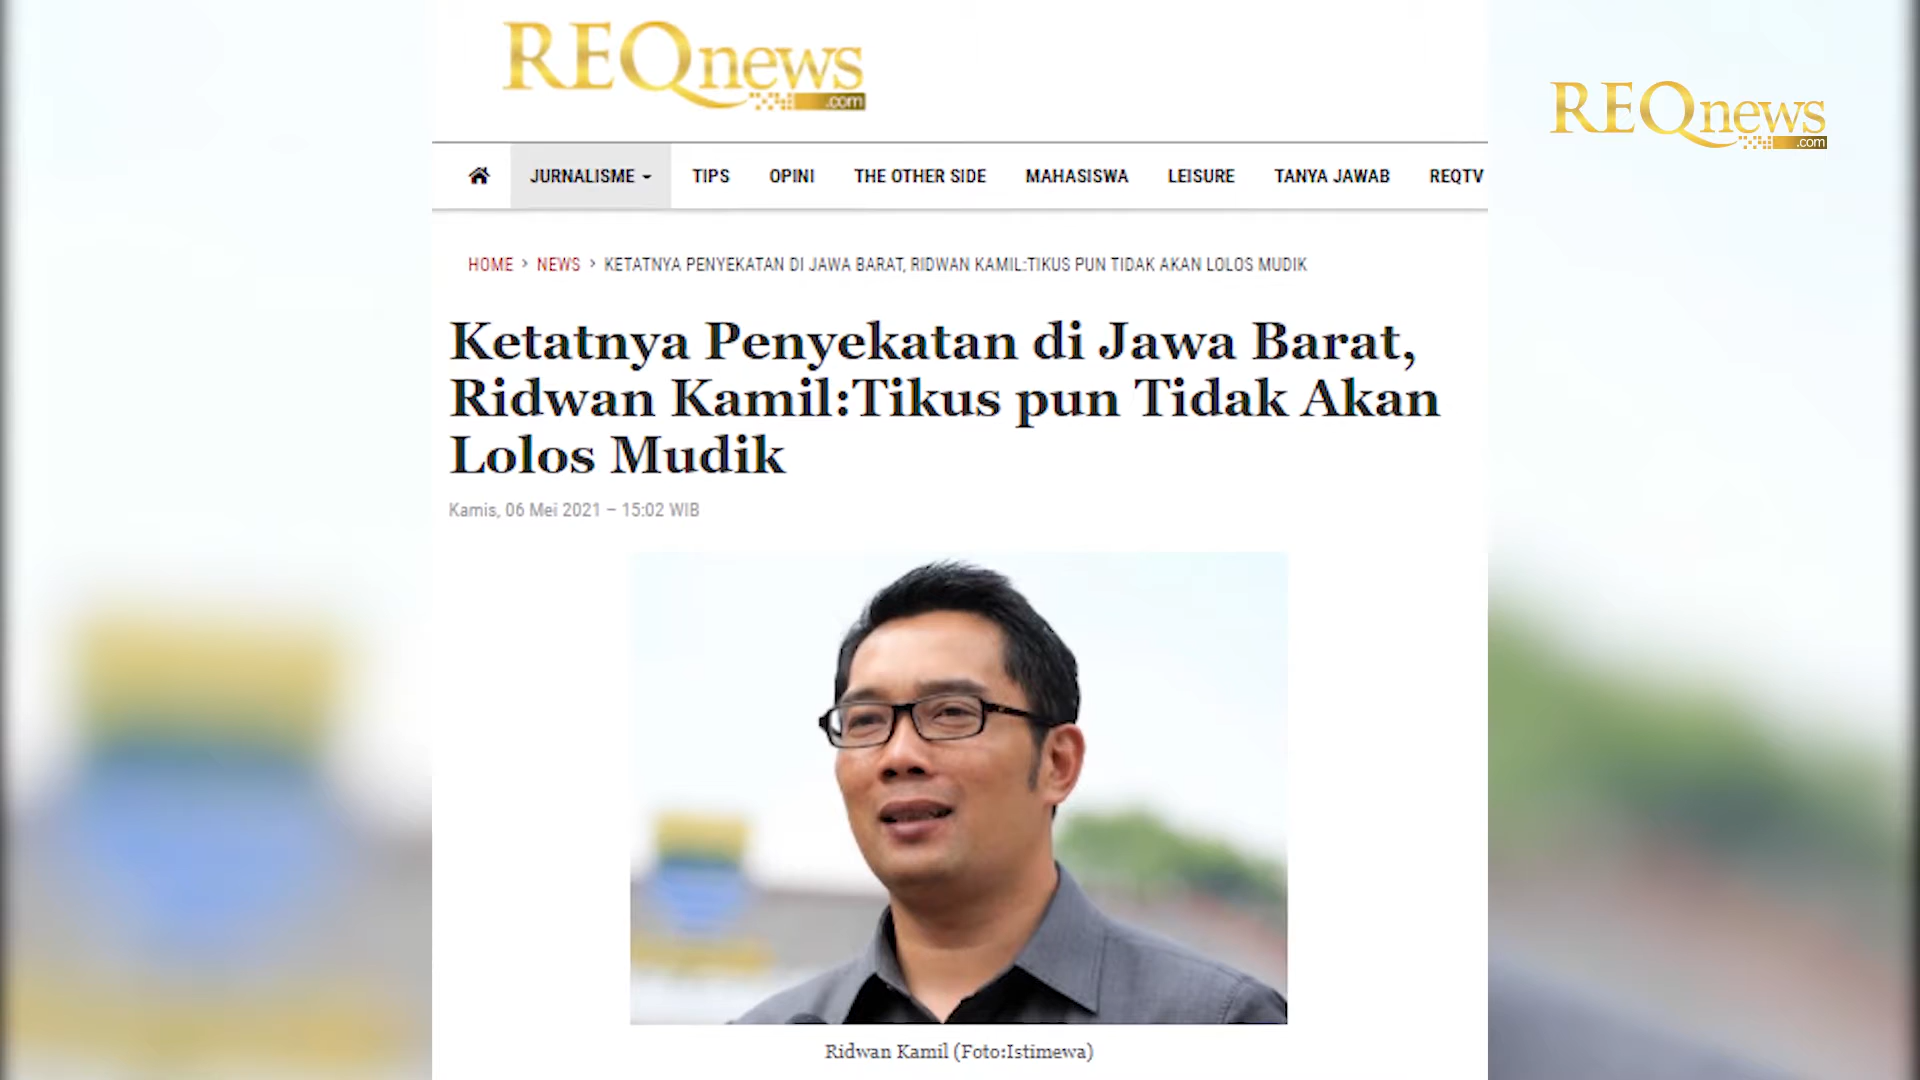 REQnews
.com
REQnews
.com
JURNALISME
TIPS
OPINI
THE OTHER SIDE
MAHASISWA
LEISURE
TANYA JAWAB
REQTV
HOME > NEWS > KETATNYA PENYEKATAN DI JAWA BARAT, RIDWAN KAMIL:TIKUS PUN TIDAK AKAN LOLOS MUDIK
Ketatnya Penyekatan di Jawa Barat,
Ridwan Kamil:Tikus pun Tidak Akan
Lolos Mudik
Kamis, 06 Mei 2021 – 15:02 WIB
Ridwan Kamil (Foto:Istimewa)